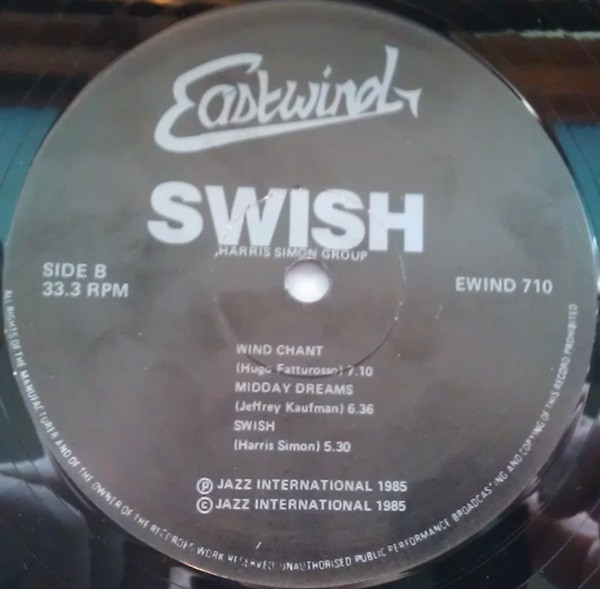 Eastwind
SWISH
HARRIS SIMON GROUP
SIDE B
33.3 RPM
EWIND 710
WIND CHANT
(Hugo Fatturosso) 7.10
MIDDAY DREAMS
(Jeffrey Kaufman) 6.36
SWISH
(Harris Simon) 5.30
Ⓟ JAZZ INTERNATIONAL 1985
© JAZZ INTERNATIONAL 1985
ALL RIGHTS OF THE MANUFACTURER AND OF THE OWNER OF THE RECORDED WORK RESERVED UNAUTHORISED PUBLIC PERFORMANCE BROADCASTING AND COPYING OF THIS RECORD PROHIBITED